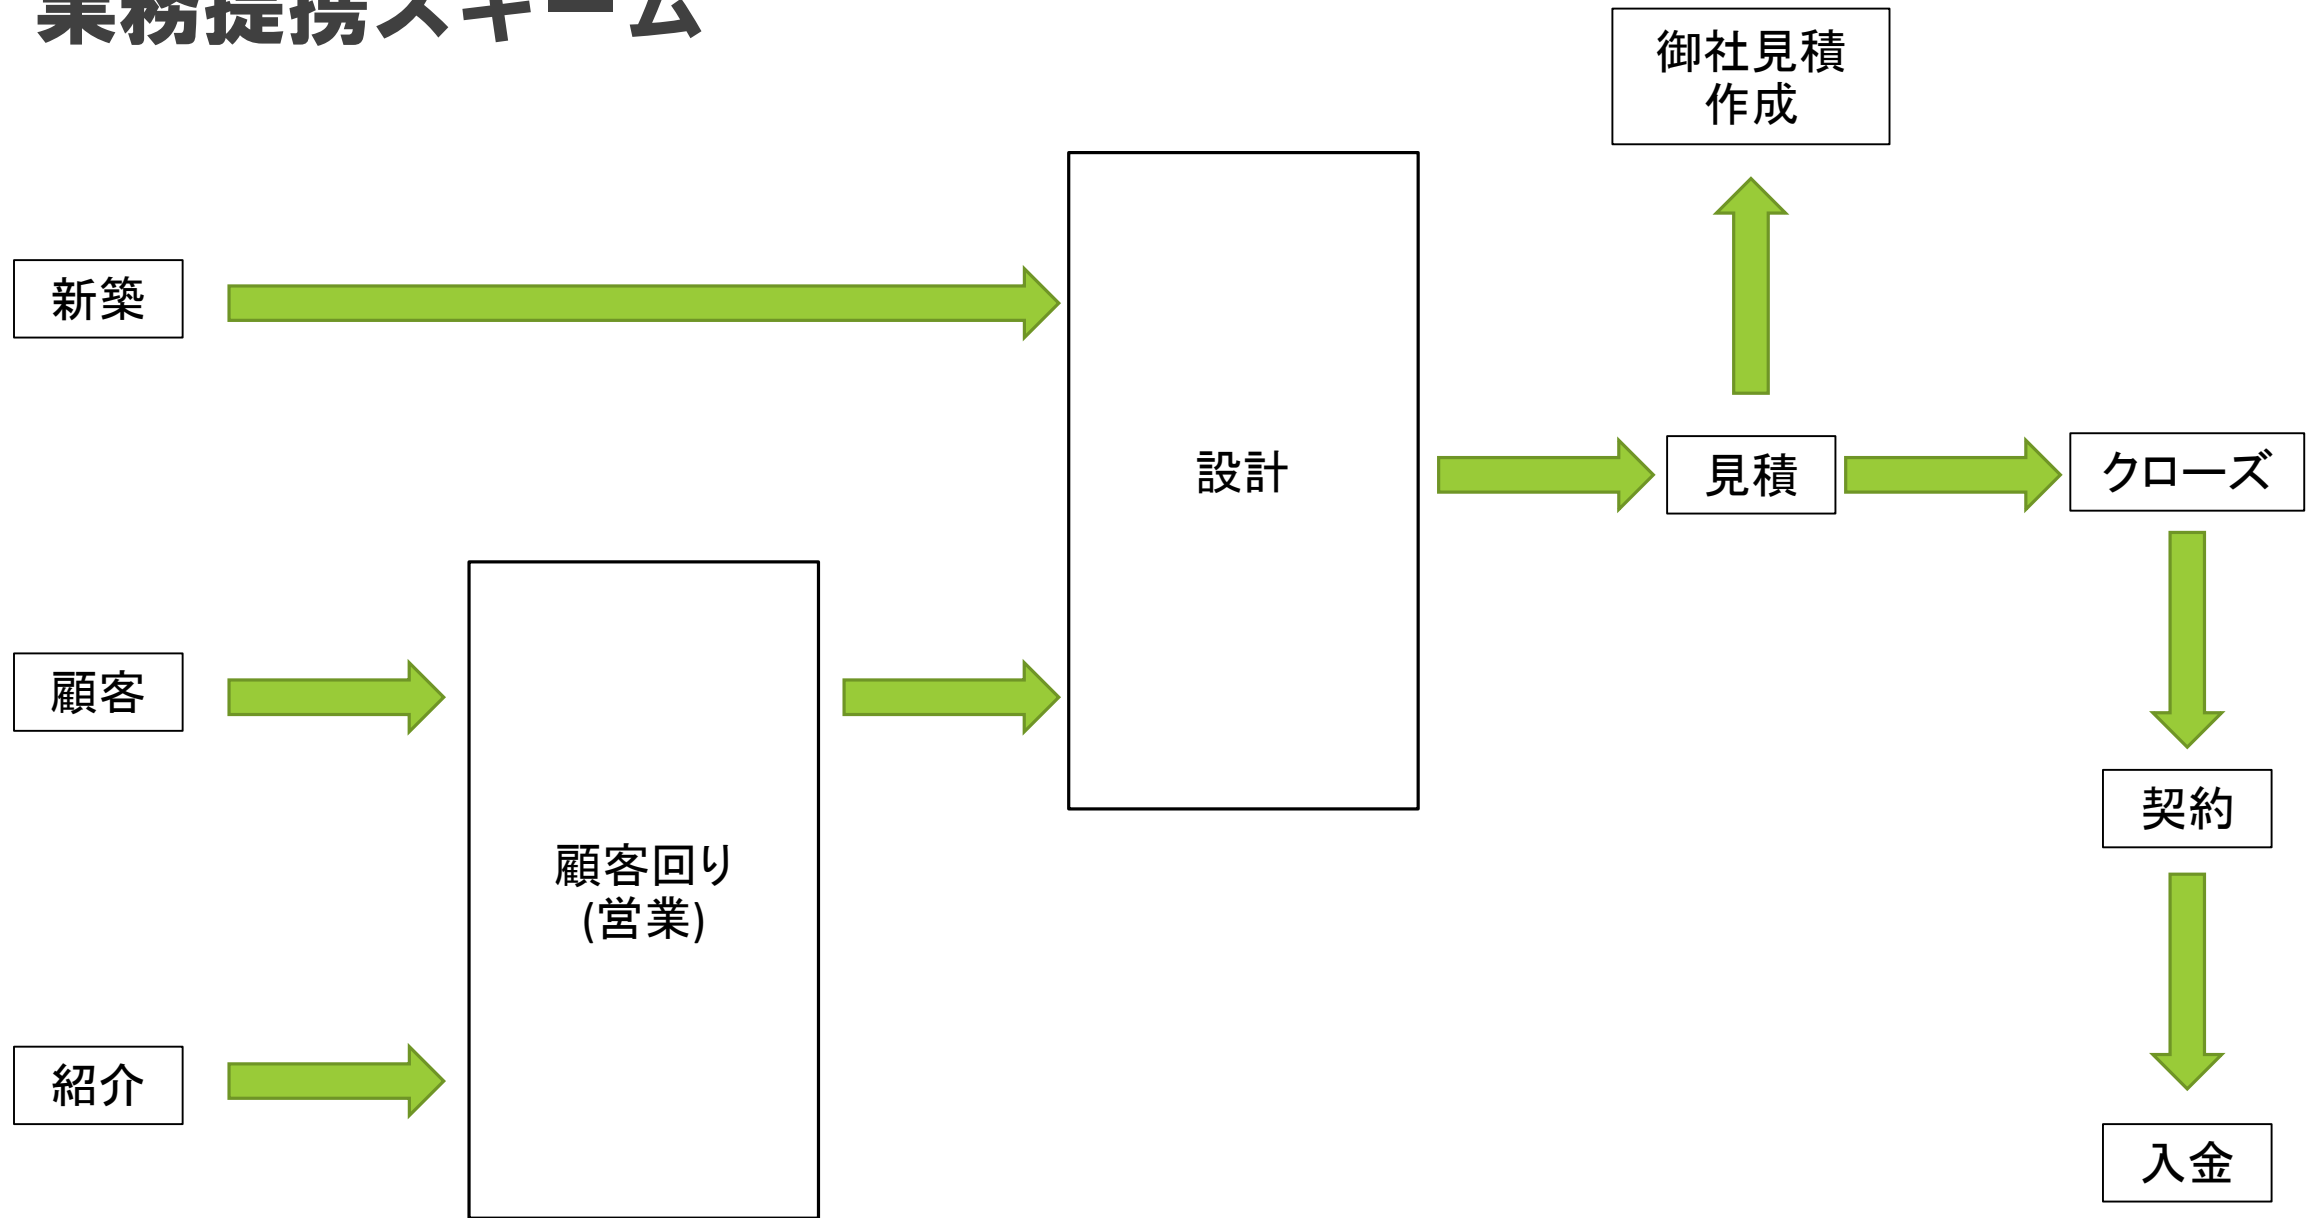 業務提携スキーム
御社見積
作成
新築
設計
見積
クローズ
顧客
契約
顧客回り
(営業)
紹介
入金